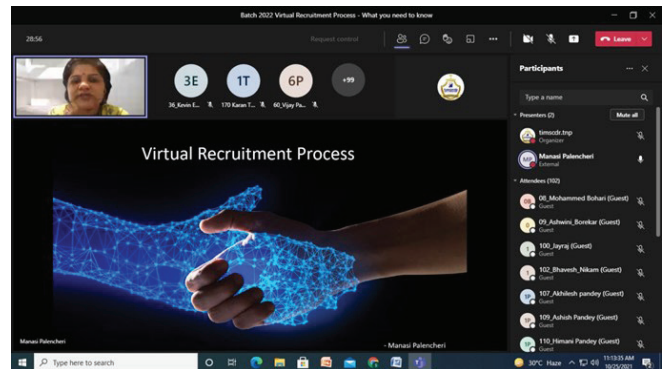 Batch 2022 Virtual Recruitment Process - What you need to know
28:56
Request control
Leave
3E
1T
6P
+99
36_Kevin E...
170 Karan T...
60_Vijay Pa...
Virtual Recruitment Process
- Manasi Palencheri
Manasi Palencheri
Participants
Type a name
Presenters (2)
Mute all
timscdr.tnp
Organizer
MP
Manasi Palencheri
External
Attendees (102)
08_Mohammed Bohari (Guest)
Guest
09_Ashwini_Borekar (Guest)
Guest
100_Jayraj (Guest)
Guest
102_Bhavesh_Nikam (Guest)
Guest
107_Akhilesh pandey (Guest)
Guest
109_Ashish Pandey (Guest)
Guest
110_Himani Pandey (Guest)
Guest
Type here to search
30°C Haze
11:13:35 AM
10/25/2021